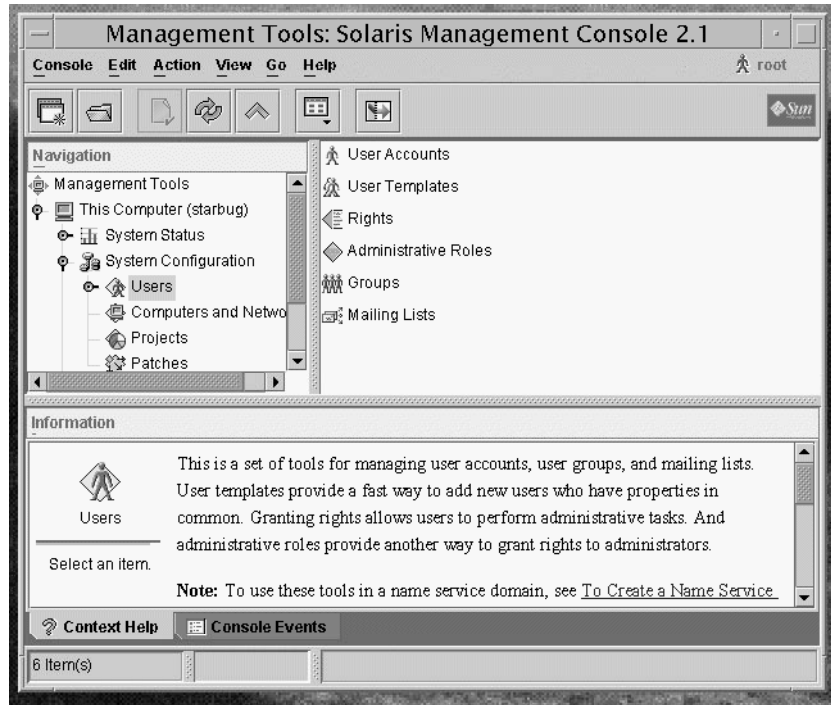 Management Tools: Solaris Management Console 2.1
Console Edit Action View Go Help
root
Sun
Navigation
Management Tools
This Computer (starbug)
System Status
System Configuration
Users
Computers and Netwo
Projects
Patches
User Accounts
User Templates
Rights
Administrative Roles
Groups
Mailing Lists
Information
Users
Select an item.
This is a set of tools for managing user accounts, user groups, and mailing lists.
User templates provide a fast way to add new users who have properties in
common. Granting rights allows users to perform administrative tasks. And
administrative roles provide another way to grant rights to administrators.
Note: To use these tools in a name service domain, see To Create a Name Service
Context Help
Console Events
6 Item(s)